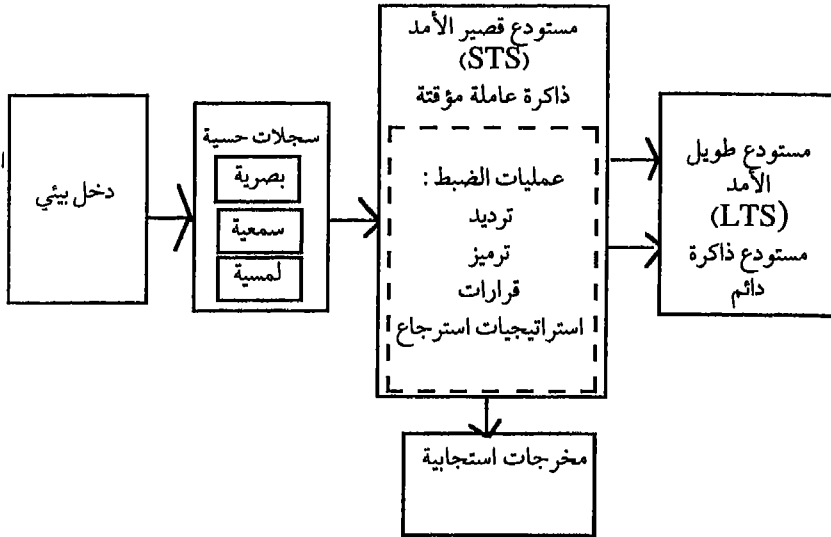 دخل بيئي
سجلات حسية
بصرية
سمعية
لمسية
مستودع قصير الأمد
(STS)
ذاكرة عاملة مؤقتة
عمليات الضبط :
ترديد
ترميز
قرارات
استراتيجيات استرجاع
مستودع طويل
الأمد
(LTS)
مستودع ذاكرة
دائم
مخرجات استجابية